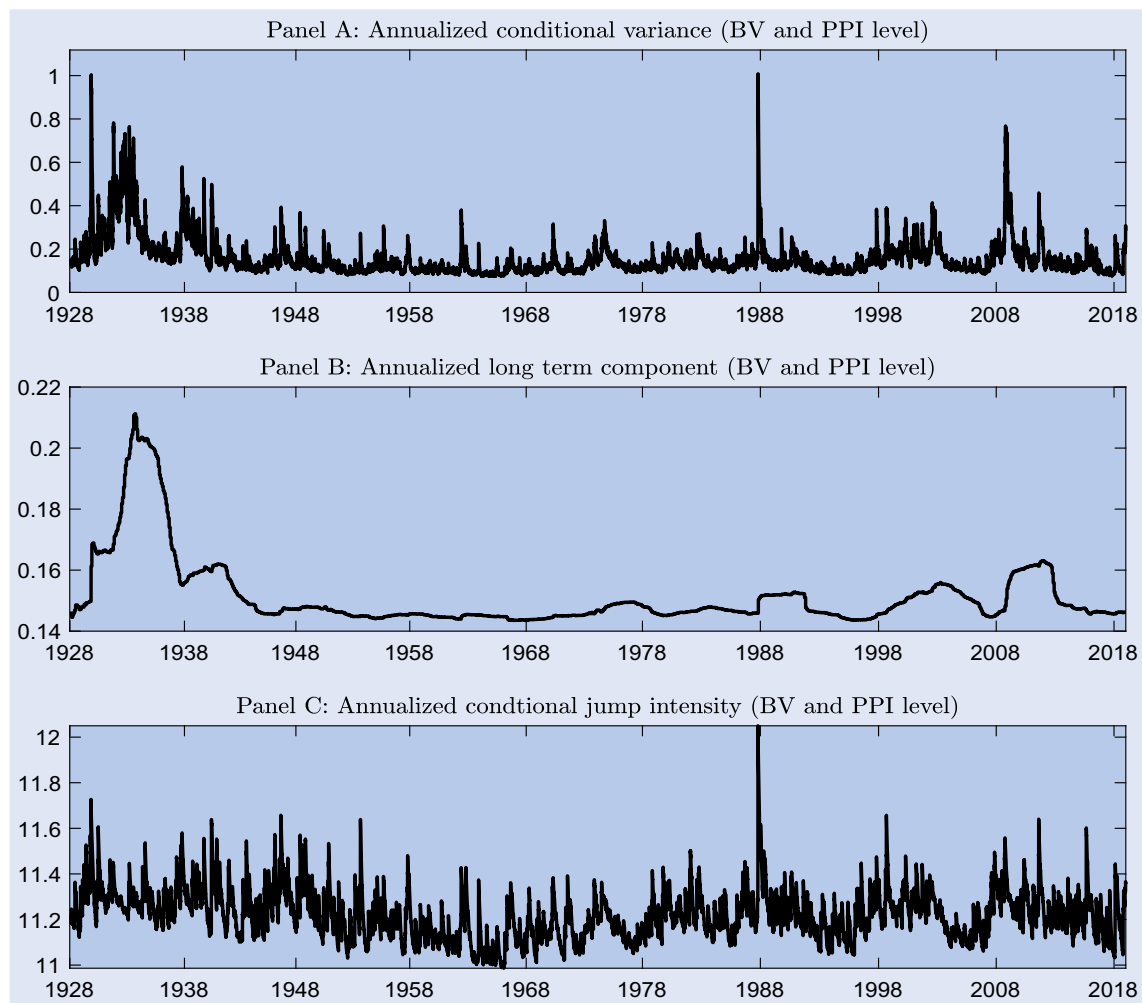 Panel A: Annualized conditional variance (BV and PPI level)
1
0.8
0.6
0.4
0.2
0
1928 1938 1948 1958 1968 1978 1988 1998 2008 2018
Panel B: Annualized long term component (BV and PPI level)
0.22
0.2
0.18
0.16
0.14
1928 1938 1948 1958 1968 1978 1988 1998 2008 2018
Panel C: Annualized condtional jump intensity (BV and PPI level)
12
11.8
11.6
11.4
11.2
11
1928 1938 1948 1958 1968 1978 1988 1998 2008 2018